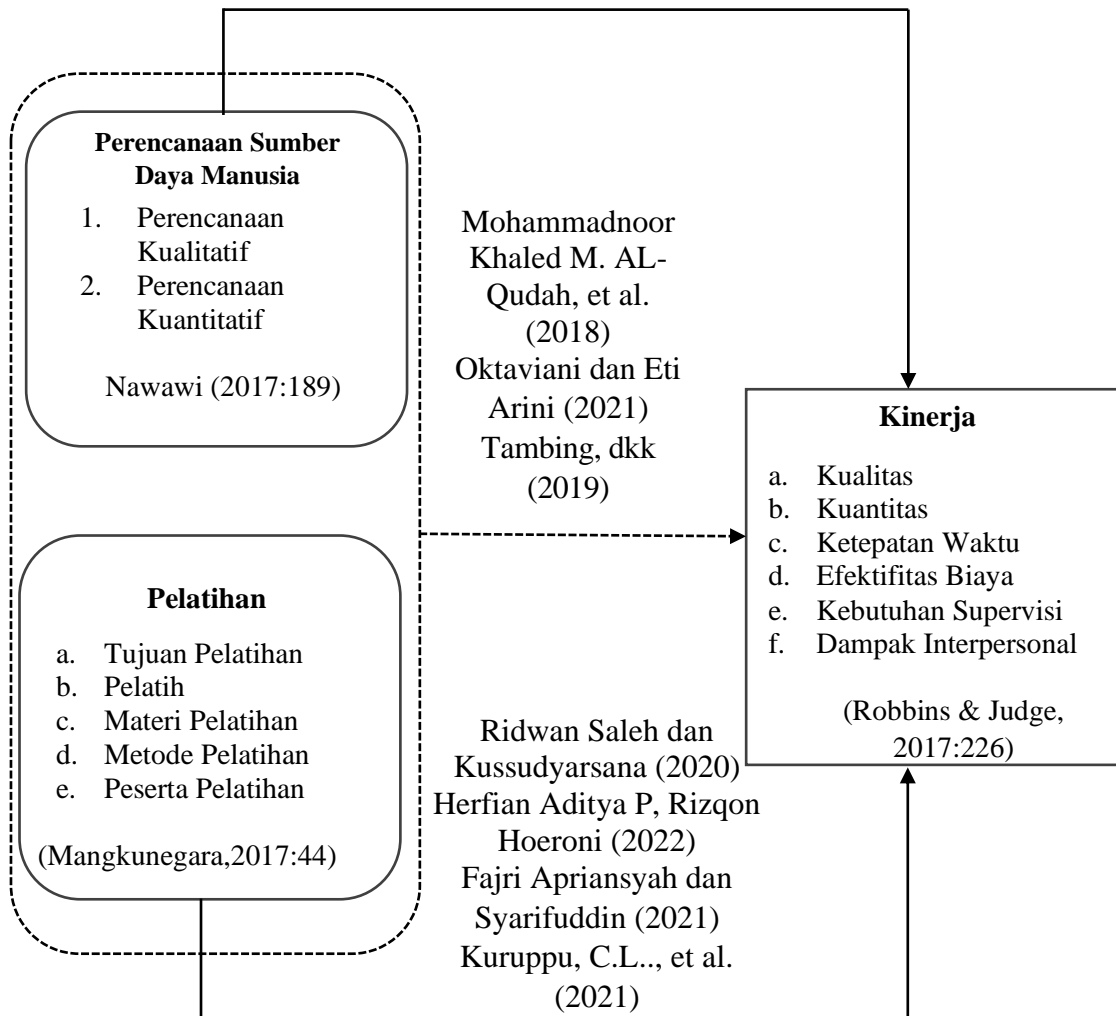 Perencanaan Sumber
Daya Manusia
1. Perencanaan
Kualitatif
2. Perencanaan
Kuantitatif
Nawawi (2017:189)
Mohammadnoor
Khaled M. AL-
Qudah, et al.
(2018)
Oktaviani dan Eti
Arini (2021)
Tambing, dkk
(2019)
Kinerja
a. Kualitas
b. Kuantitas
c. Ketepatan Waktu
d. Efektifitas Biaya
e. Kebutuhan Supervisi
f. Dampak Interpersonal
(Robbins & Judge,
2017:226)
Pelatihan
a. Tujuan Pelatihan
b. Pelatih
c. Materi Pelatihan
d. Metode Pelatihan
e. Peserta Pelatihan
(Mangkunegara,2017:44)
Ridwan Saleh dan
Kussudyarsana (2020)
Herfian Aditya P, Rizqon
Hoeroni (2022)
Fajri Apriansyah dan
Syarifuddin (2021)
Kuruppu, C.L.., et al.
(2021)